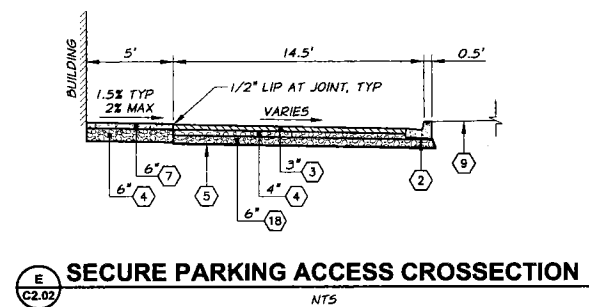 BUILDING
5'
14.5'
0.5'
1.5% TYP
2% MAX
1/2" LIP AT JOINT, TYP
VARIES
6" 7
6" 4
5
3" 3
4" 4
6" 18
2
9
E
C2.02
SECURE PARKING ACCESS CROSSECTION
NTS